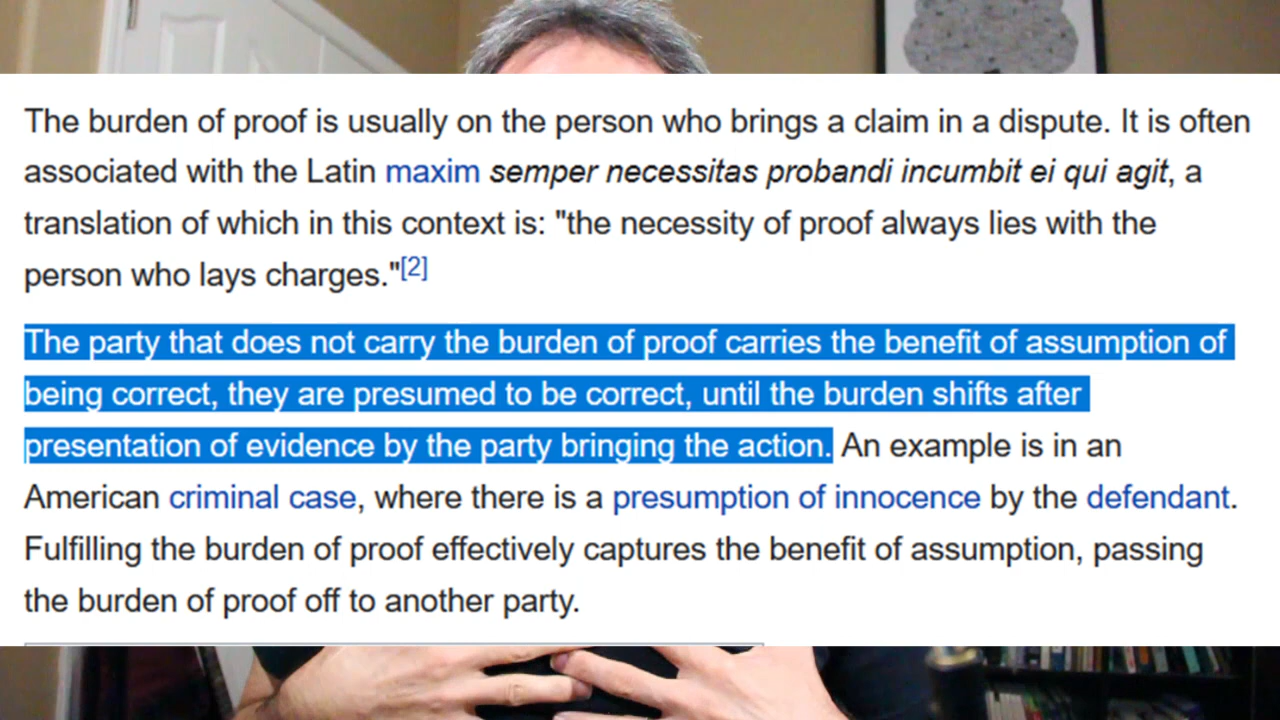 The burden of proof is usually on the person who brings a claim in a dispute. It is often
associated with the Latin maxim semper necessitas probandi incumbit ei qui agit, a
translation of which in this context is: "the necessity of proof always lies with the
person who lays charges."[2]
The party that does not carry the burden of proof carries the benefit of assumption of
being correct, they are presumed to be correct, until the burden shifts after
presentation of evidence by the party bringing the action. An example is in an
American criminal case, where there is a presumption of innocence by the defendant.
Fulfilling the burden of proof effectively captures the benefit of assumption, passing
the burden of proof off to another party.